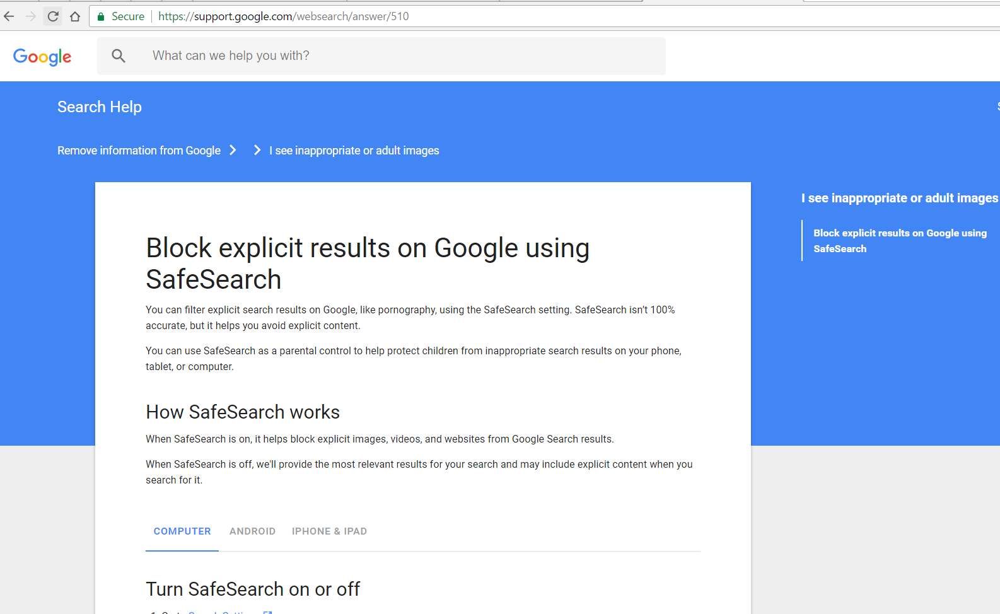 Secure https://support.google.com/websearch/answer/510
Google What can we help you with?
Search Help
Remove information from Google I see inappropriate or adult images
Block explicit results on Google using
SafeSearch
You can filter explicit search results on Google, like pornography, using the SafeSearch setting. SafeSearch isn’t 100%
accurate, but it helps you avoid explicit content.
You can use SafeSearch as a parental control to help protect children from inappropriate search results on your phone,
tablet, or computer.
How SafeSearch works
When SafeSearch is on, it helps block explicit images, videos, and websites from Google Search results.
When SafeSearch is off, we'll provide the most relevant results for your search and may include explicit content when you
search for it.
COMPUTER ANDROID IPHONE & IPAD
Turn SafeSearch on or off
I see inappropriate or adult images
Block explicit results on Google using
SafeSearch